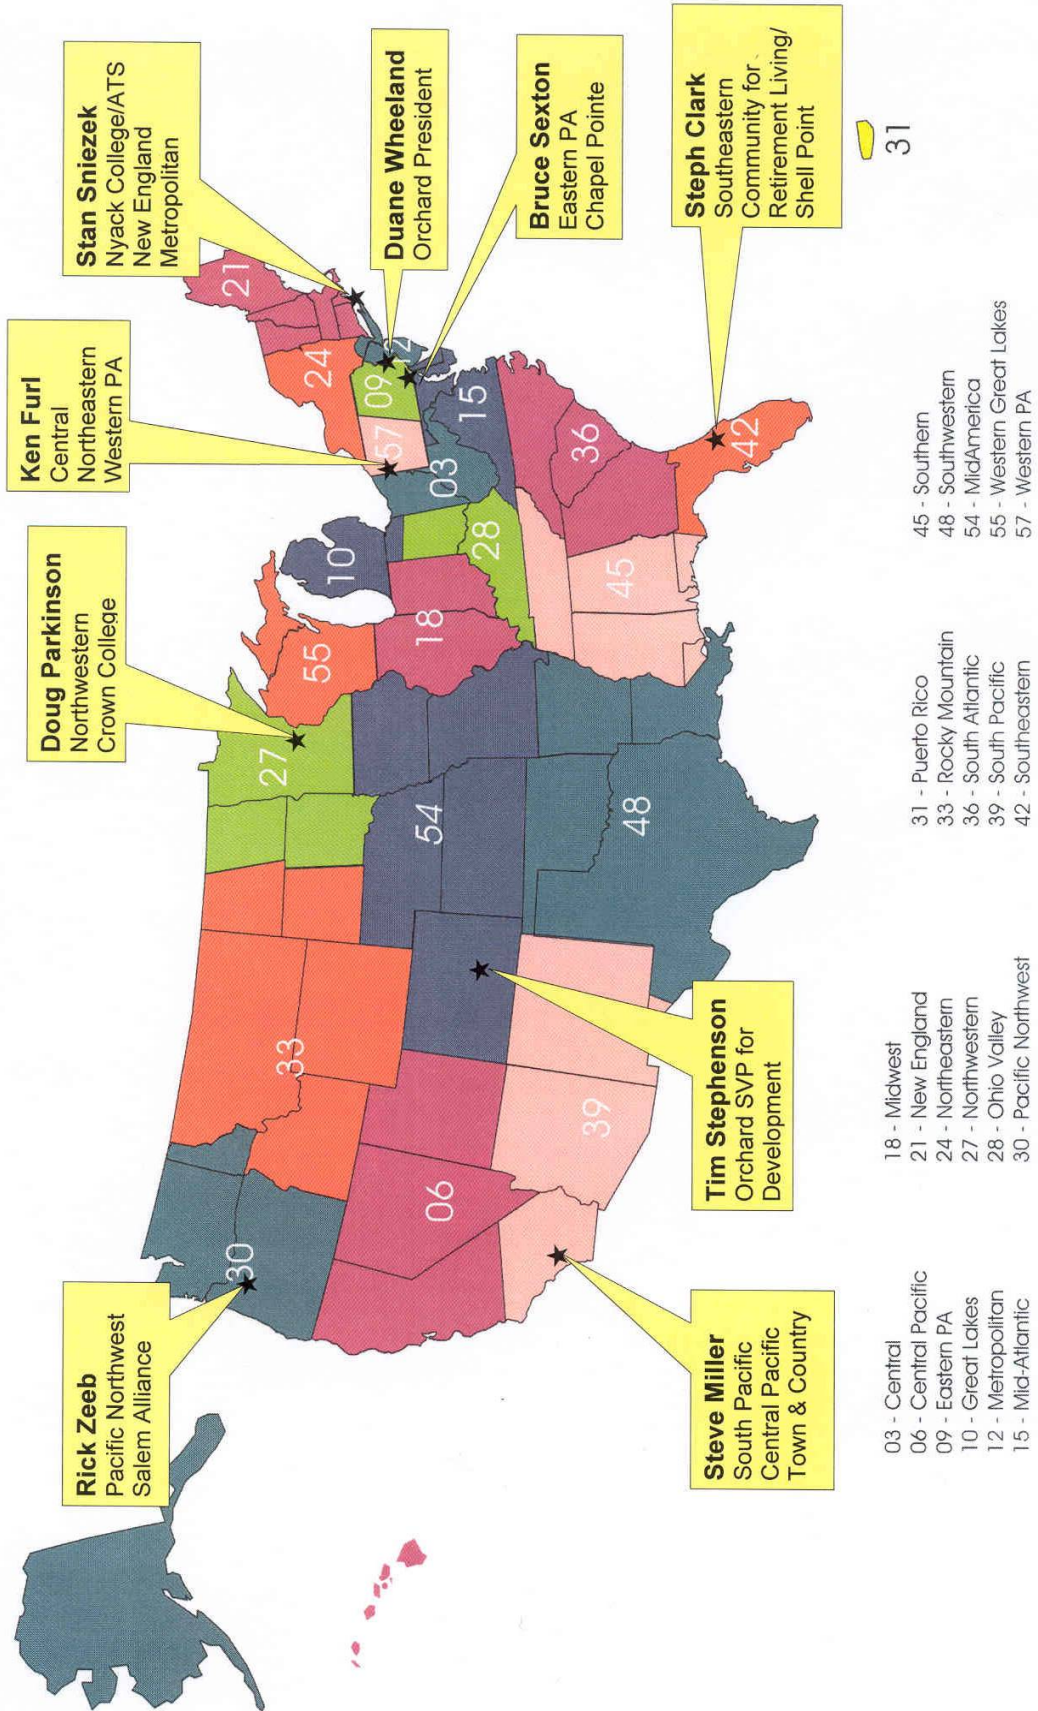 Rick Zeeb
Pacific Northwest
Salem Alliance
Doug Parkinson
Northwestern
Crown College
Ken Furl
Central
Northeastern
Western PA
Stan Sniezek
Nyack College/ATS
New England
Metropolitan
Duane Wheeland
Orchard President
Bruce Sexton
Eastern PA
Chapel Pointe
Steph Clark
Southeastern
Community for
Retirement Living/
Shell Point
Tim Stephenson
Orchard SVP for
Development
Steve Miller
South Pacific
Central Pacific
Town & Country
30
33
27
55
10
24
21
57
09
12
03
15
18
28
54
06
39
48
45
36
42
31
03 - Central
06 - Central Pacific
09 - Eastern PA
10 - Great Lakes
12 - Metropolitan
15 - Mid-Atlantic
18 - Midwest
21 - New England
24 - Northeastern
27 - Northwestern
28 - Ohio Valley
30 - Pacific Northwest
31 - Puerto Rico
33 - Rocky Mountain
36 - South Atlantic
39 - South Pacific
42 - Southeastern
45 - Southern
48 - Southwestern
54 - MidAmerica
55 - Western Great Lakes
57 - Western PA